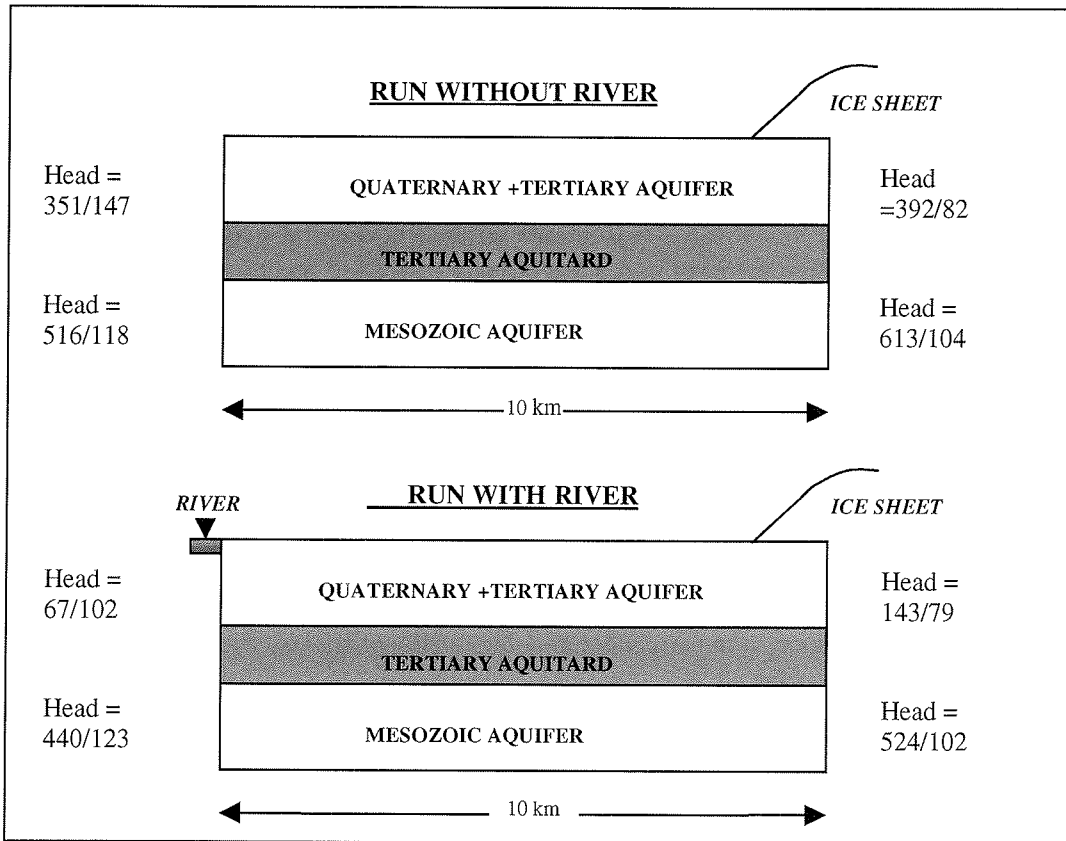 RUN WITHOUT RIVER
ICE SHEET
Head =
351/147
QUATERNARY +TERTIARY AQUIFER
Head
=392/82
TERTIARY AQUITARD
Head =
516/118
MESOZOIC AQUIFER
Head =
613/104
10 km
RIVER
RUN WITH RIVER
ICE SHEET
Head =
67/102
QUATERNARY +TERTIARY AQUIFER
Head =
143/79
TERTIARY AQUITARD
Head =
440/123
MESOZOIC AQUIFER
Head =
524/102
10 km